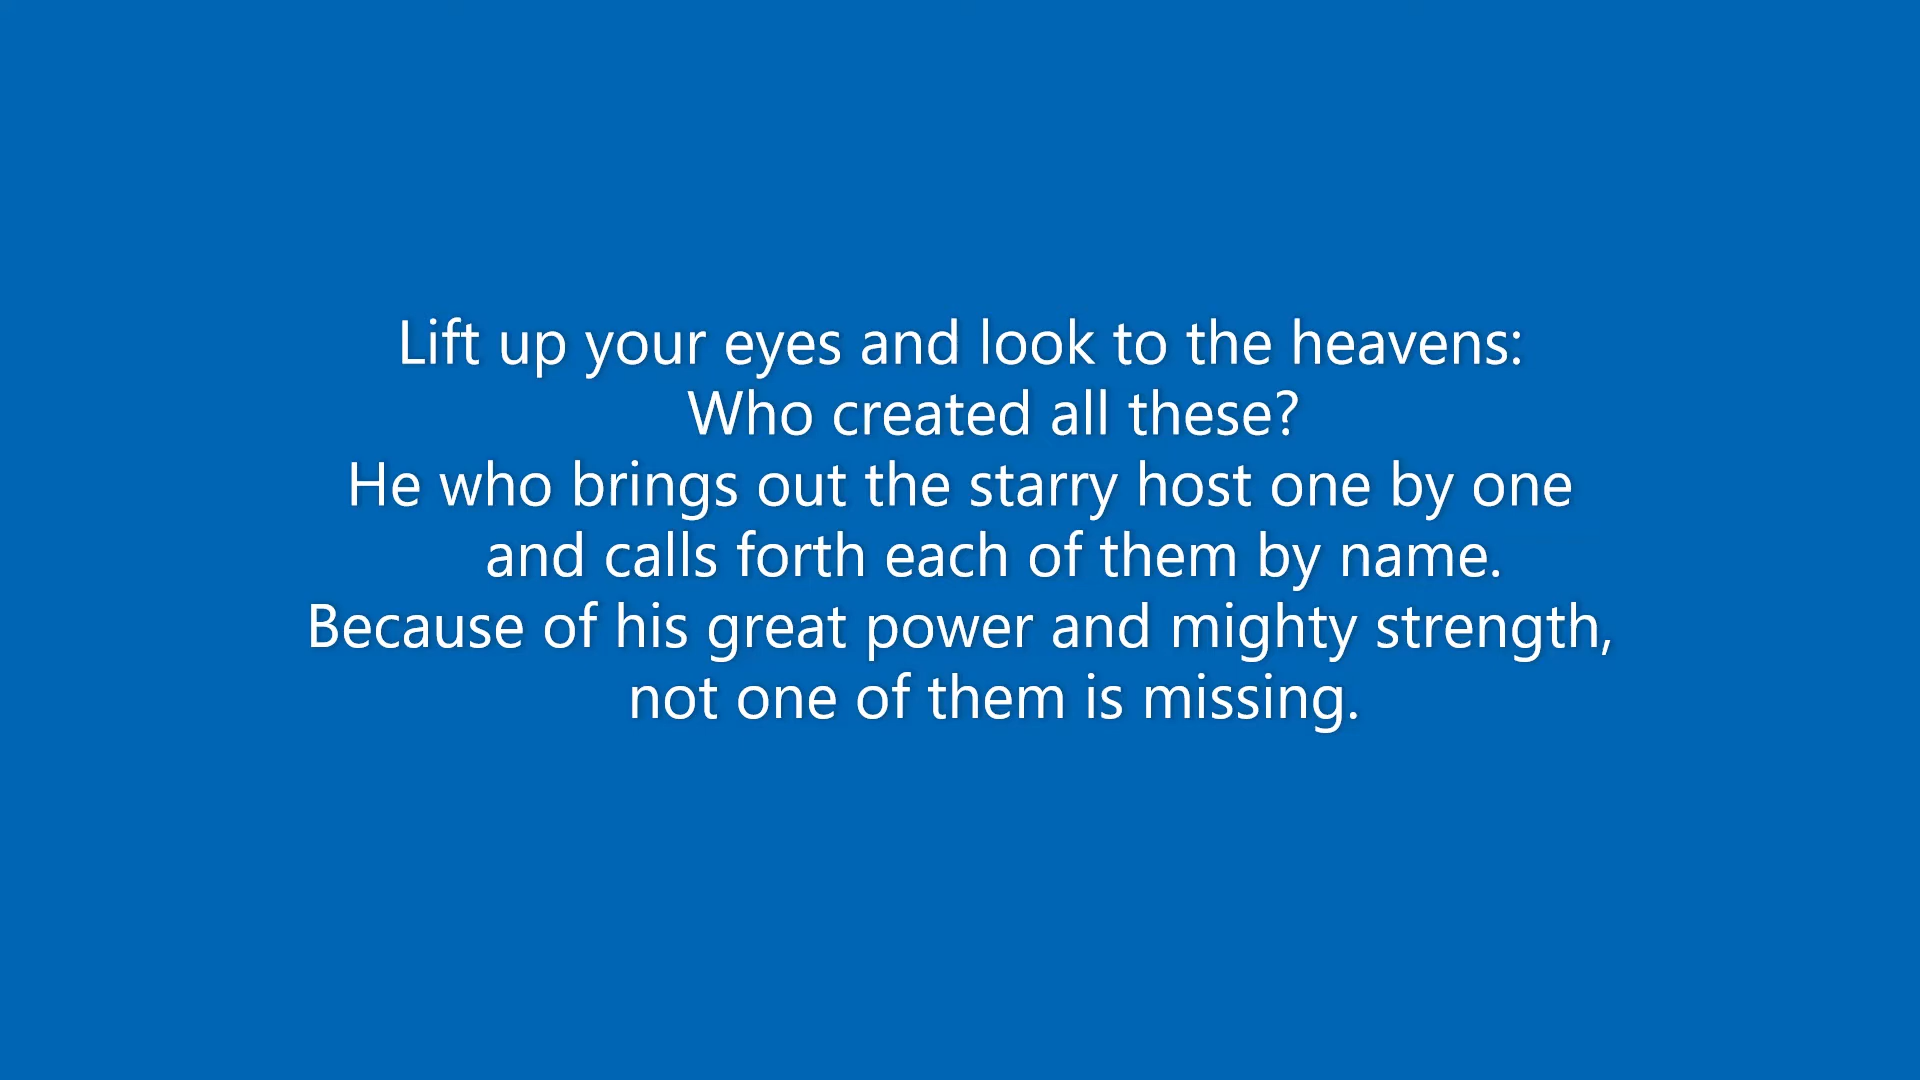 Lift up your eyes and look to the heavens:
Who created all these?
He who brings out the starry host one by one
and calls forth each of them by name.
Because of his great power and mighty strength,
not one of them is missing.